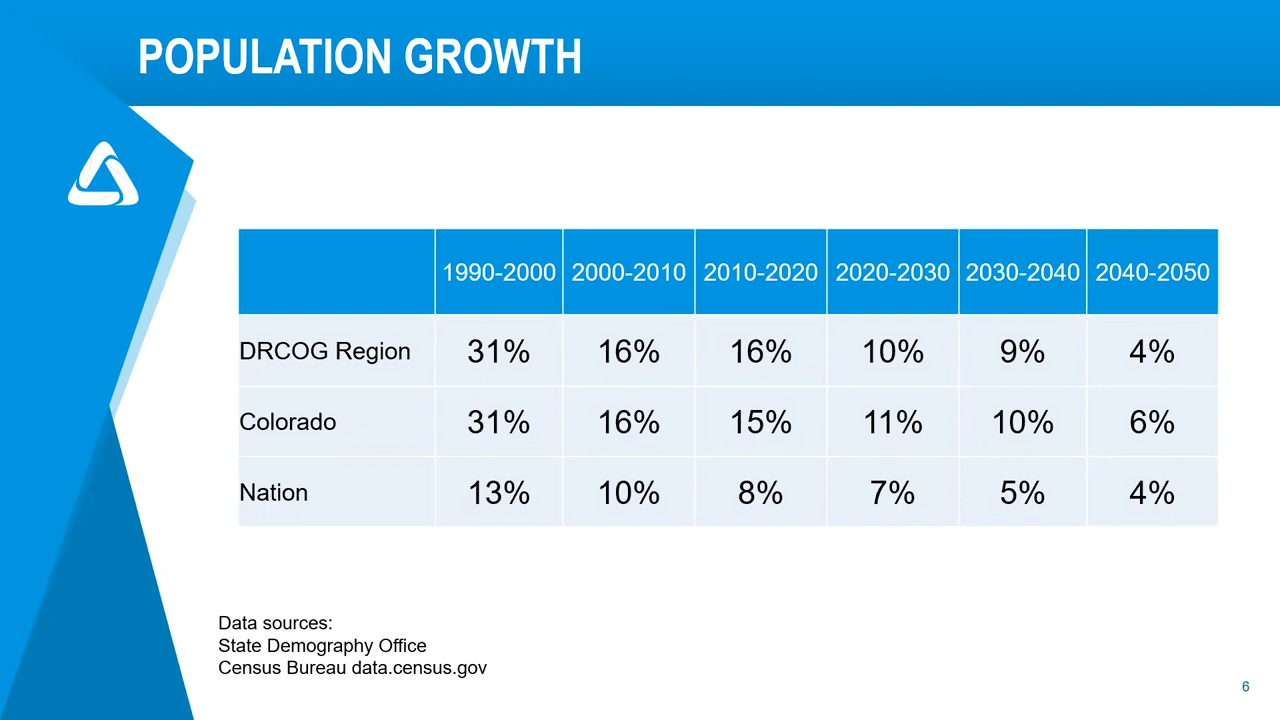 POPULATION GROWTH
1990-2000 2000-2010 2010-2020 2020-2030 2030-2040 2040-2050
DRCOG Region 31% 16% 16% 10% 9% 4%
Colorado 31% 16% 15% 11% 10% 6%
Nation 13% 10% 8% 7% 5% 4%
Data sources:
State Demography Office
Census Bureau data.census.gov
6